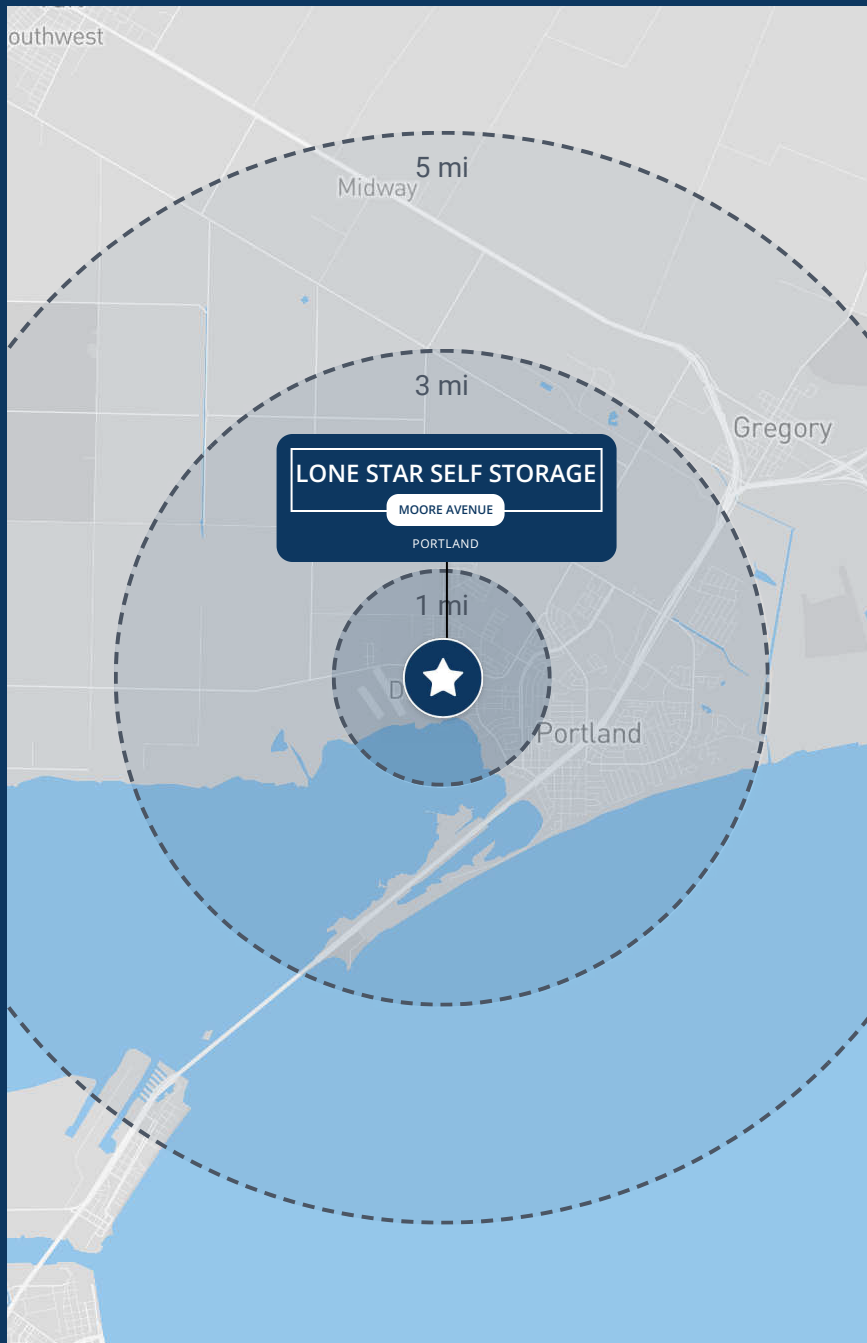 outhwest
5 mi
Midway
3 mi
Gregory
LONE STAR SELF STORAGE
MOORE AVENUE
PORTLAND
1 mi
D
Portland